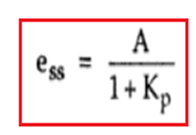 e_ss = A / (1 + K_p)